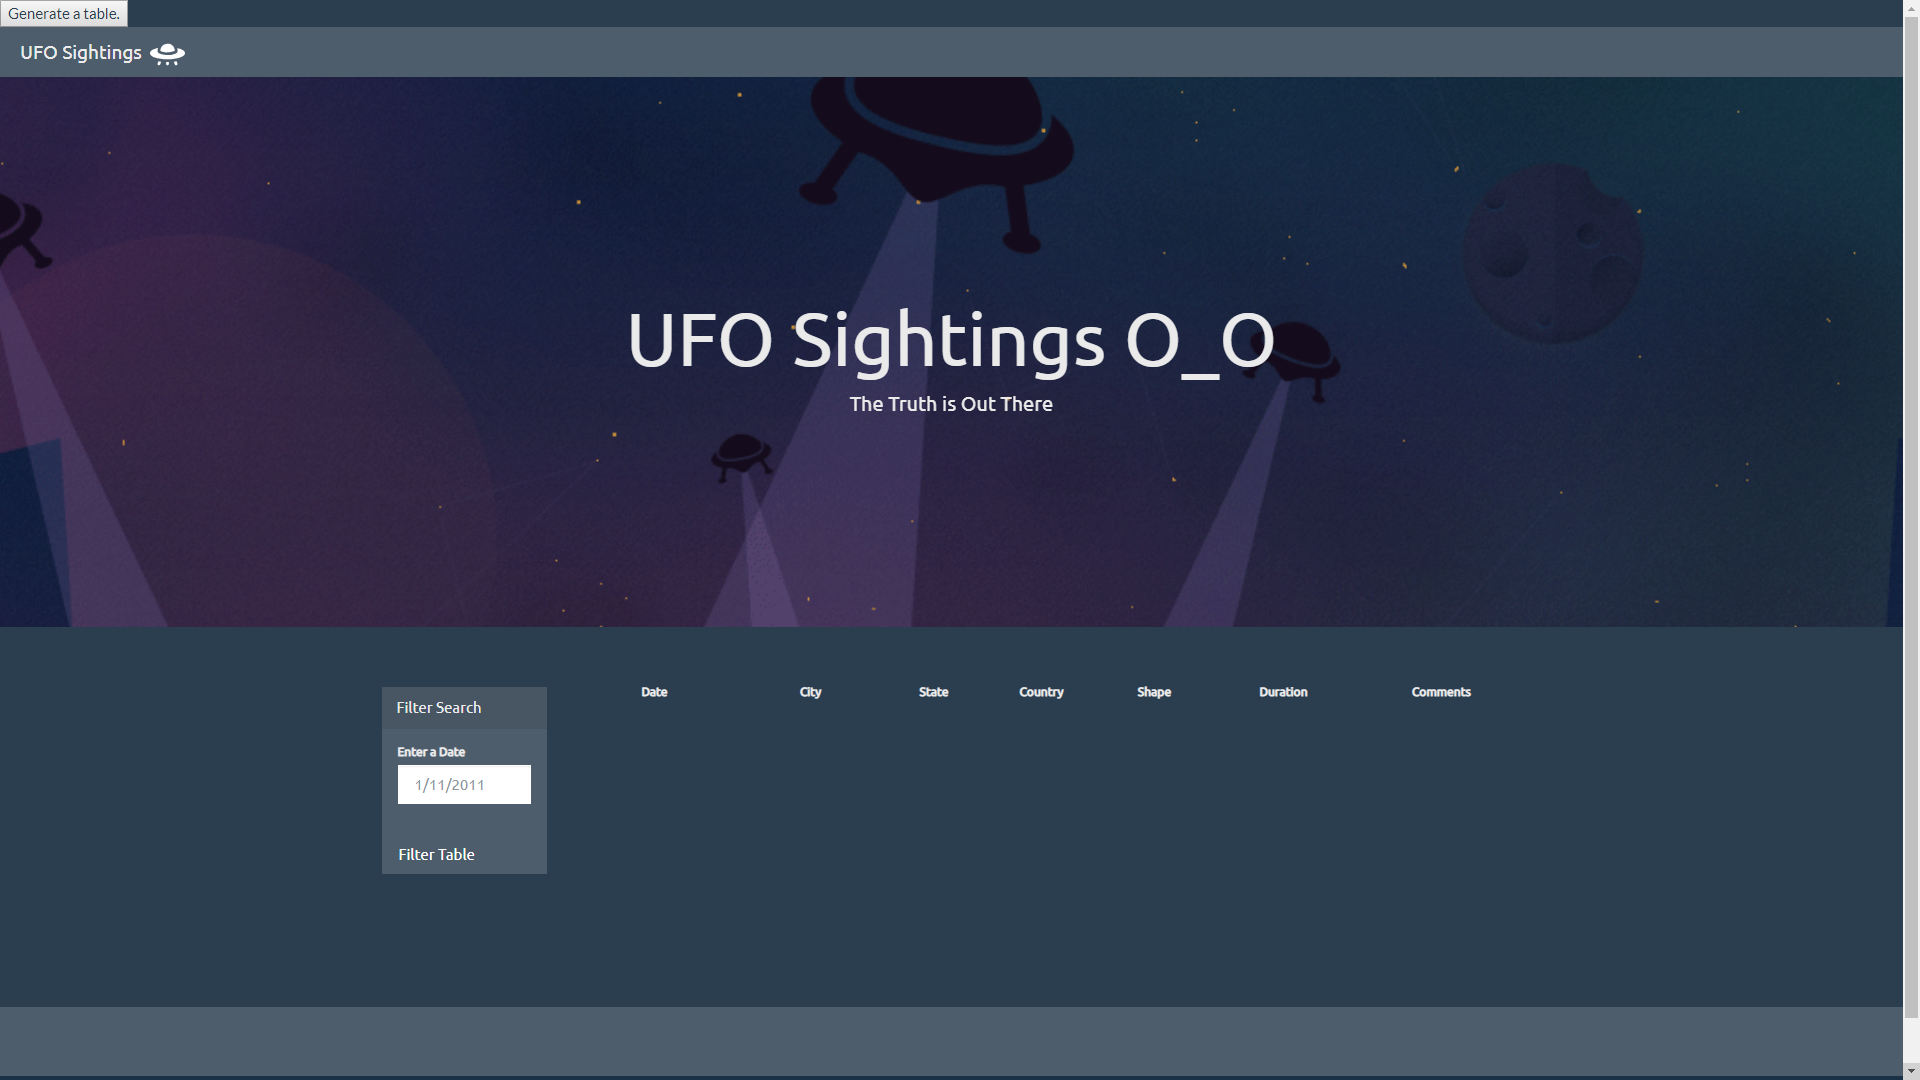 Generate a table.
UFO Sightings
UFO Sightings O_O
The Truth is Out There
Filter Search
Enter a Date
1/11/2011
Filter Table
Date City State Country Shape Duration Comments